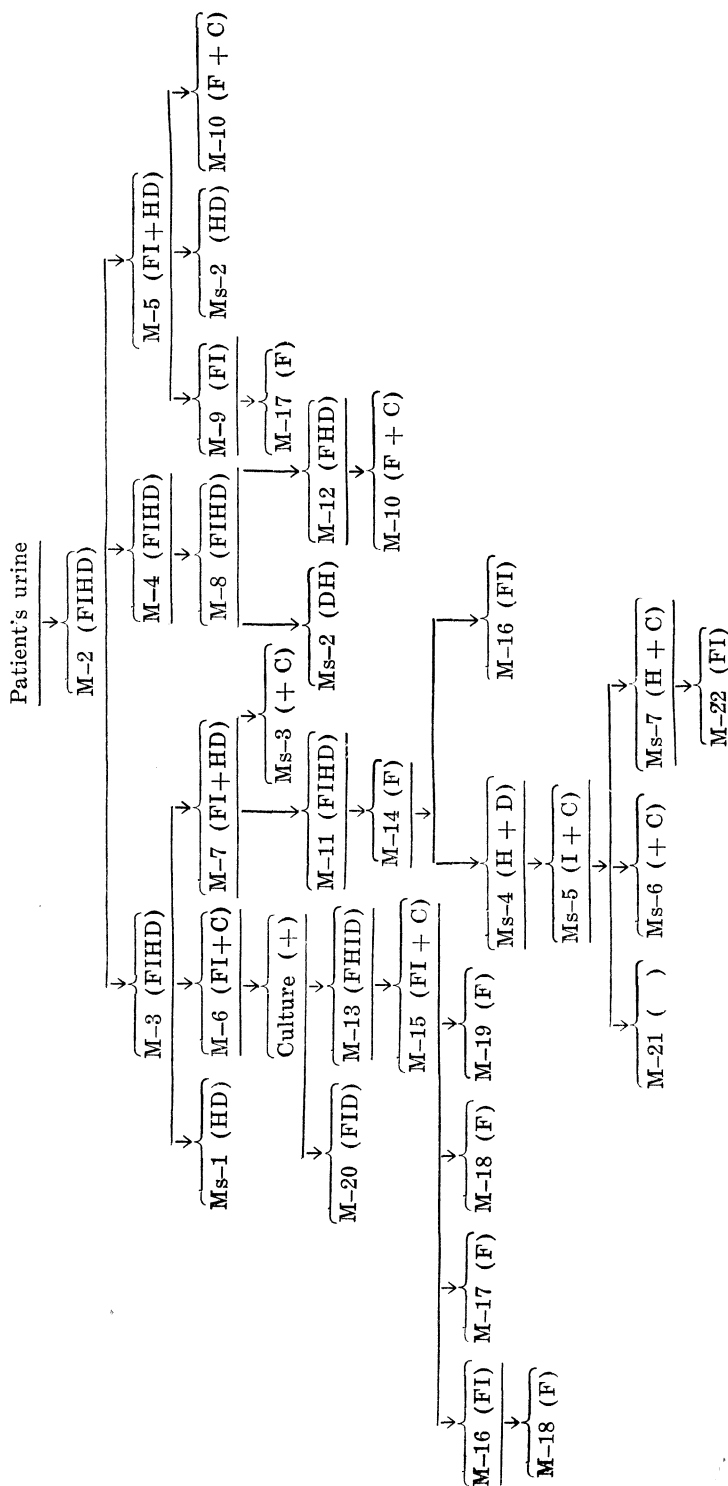 Patient's urine
M-2 (FIHD)
M-3 (FIHD)
M-4 (FIHD)
M-5 (FI+HD)
Ms-1 (HD)
M-6 (FI+C)
M-7 (FI+HD)
M-8 (FIHD)
M-9 (FI)
Ms-2 (HD)
M-10 (F + C)
Culture (+)
Ms-3 (+ C)
M-17 (F)
M-20 (FID)
M-13 (FHID)
M-11 (FIHD)
Ms-2 (DH)
M-12 (FHD)
M-15 (FI + C)
M-14 (F)
M-10 (F + C)
M-16 (FI)
M-17 (F)
M-18 (F)
M-19 (F)
Ms-4 (H + D)
M-16 (FI)
M-18 (F)
Ms-5 (I + C)
M-21 ( )
Ms-6 (+ C)
Ms-7 (H + C)
M-22 (FI)